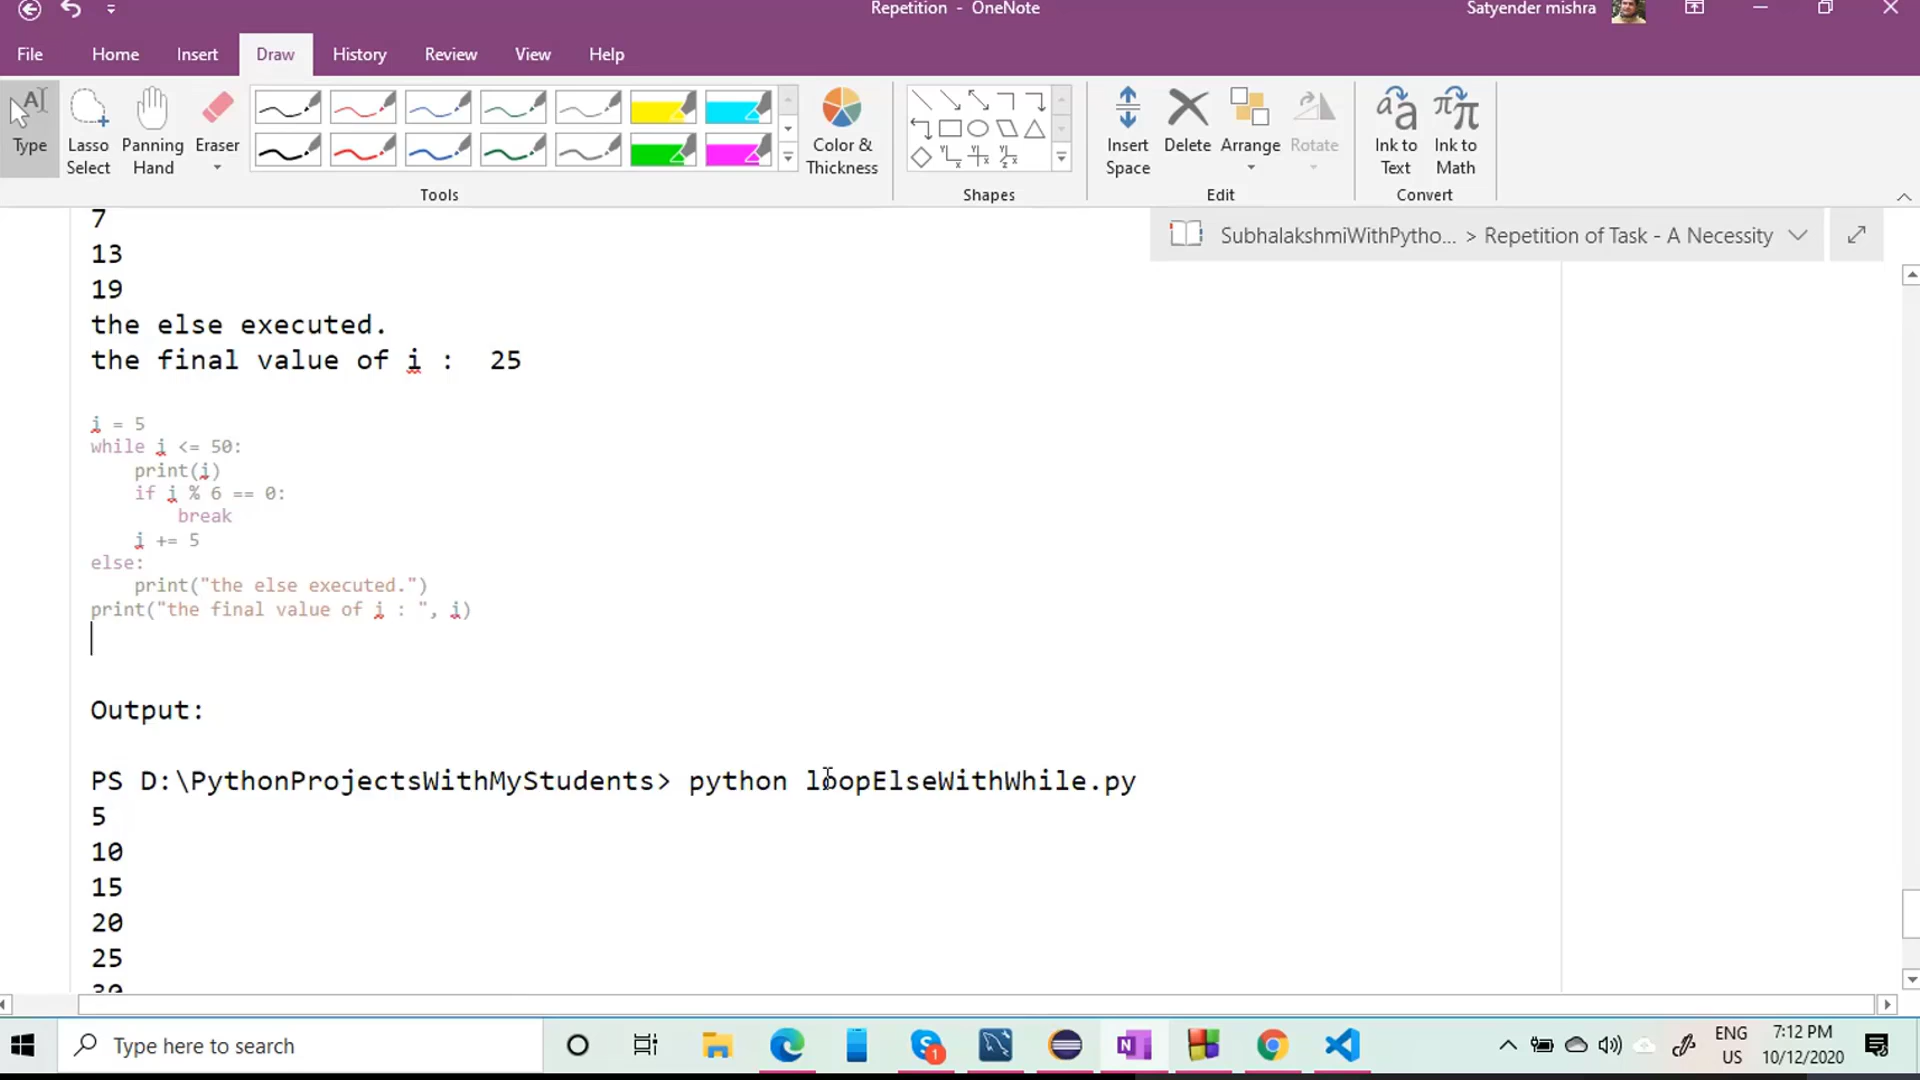 Repetition - OneNote
Satyender mishra
File
Home
Insert
Draw
History
Review
View
Help
Type
Lasso
Select
Panning
Hand
Eraser
Color &
Thickness
Insert
Space
Delete
Arrange
Rotate
Ink to
Text
Ink to
Math
Tools
Shapes
Edit
Convert
SubhalakshmiWithPytho... > Repetition of Task - A Necessity
7
13
19
the else executed.
the final value of i :  25
i = 5
while i <= 50:
    print(i)
    if i % 6 == 0:
        break
    i += 5
else:
    print("the else executed.")
print("the final value of i : ", i)
Output:
PS D:\PythonProjectsWithMyStudents> python loopElseWithWhile.py
5
10
15
20
25
30
Type here to search
1
ENG
US
7:12 PM
10/12/2020